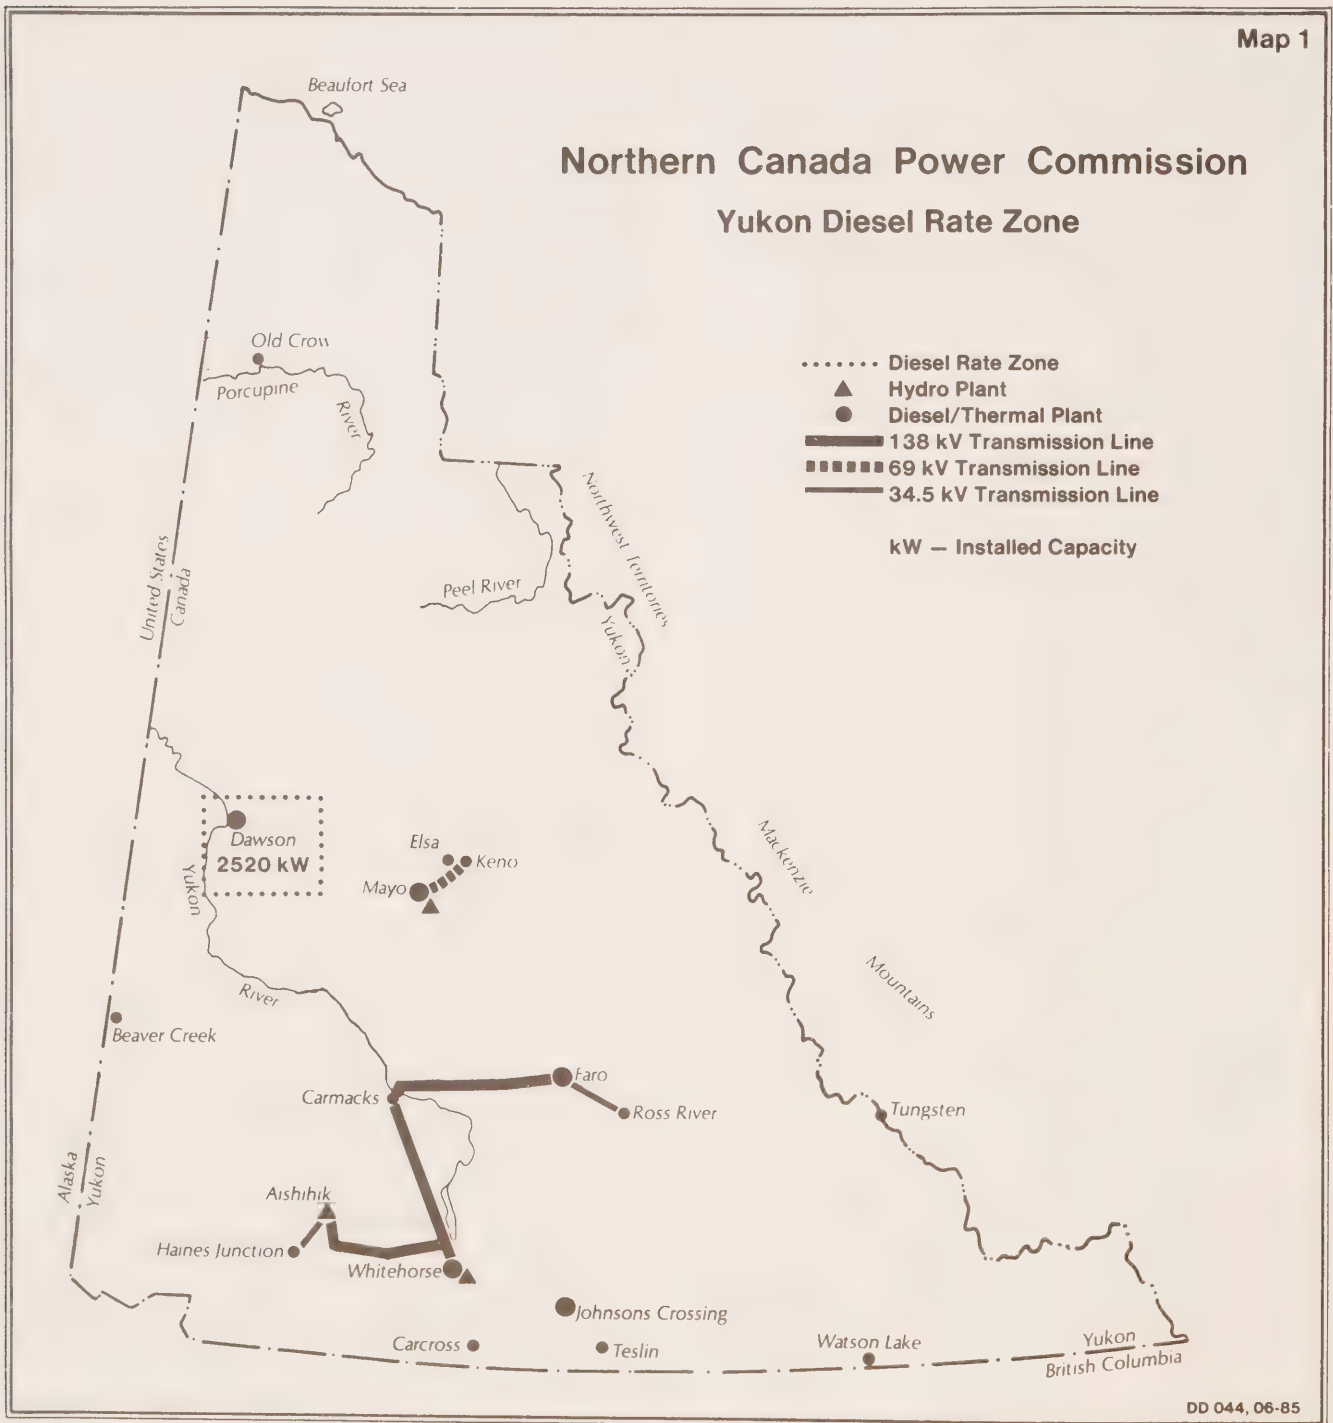 Map 1
Beaufort Sea
Northern Canada Power Commission
Yukon Diesel Rate Zone
Old Crow
Porcupine
River
Diesel Rate Zone
Hydro Plant
Diesel/Thermal Plant
138 kV Transmission Line
69 kV Transmission Line
34.5 kV Transmission Line
kW – Installed Capacity
Northwest Territories
Yukon
United States
Canada
Peel River
Dawson
2520 kW
Yukon
River
Elsa
Keno
Mayo
Mackenzie
Mountains
Beaver Creek
Carmacks
Faro
Ross River
Tungsten
Alaska
Yukon
Aishihik
Haines Junction
Whitehorse
Johnsons Crossing
Carcross
Teslin
Watson Lake
Yukon
British Columbia
DD 044, 06-85